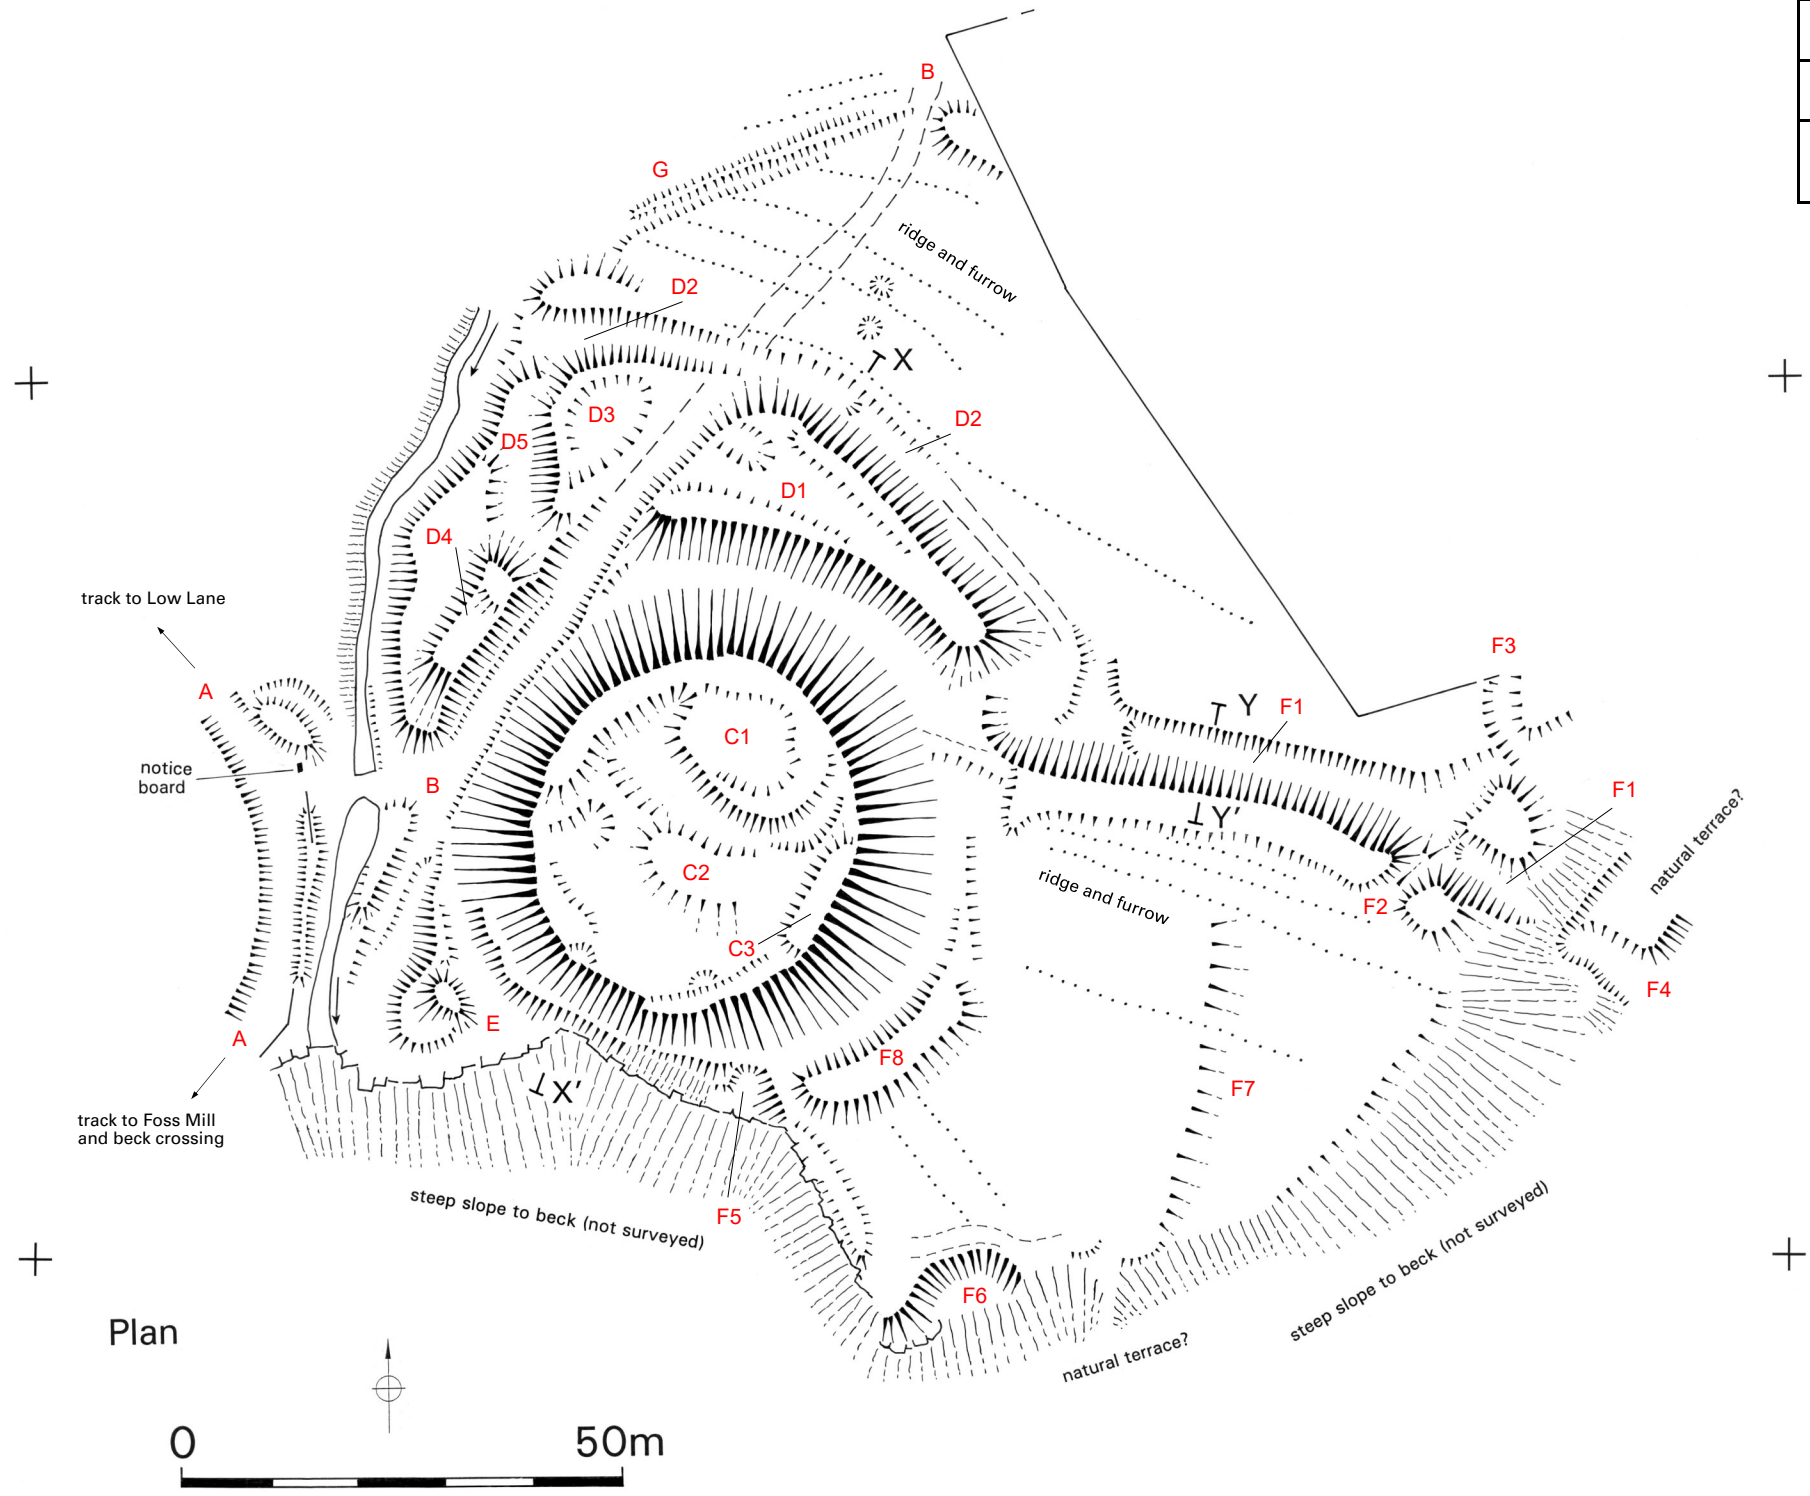 B
G
ridge and furrow
D2
X
D3
D2
D5
D1
D4
track to Low Lane
F3
A
Y
F1
C1
notice
board
B
F1
natural terrace?
Y'
C2
ridge and furrow
F2
C3
F4
E
A
F8
X'
F7
track to Foss Mill
and beck crossing
steep slope to beck (not surveyed)
F5
steep slope to beck (not surveyed)
F6
Plan
natural terrace?
0 50m